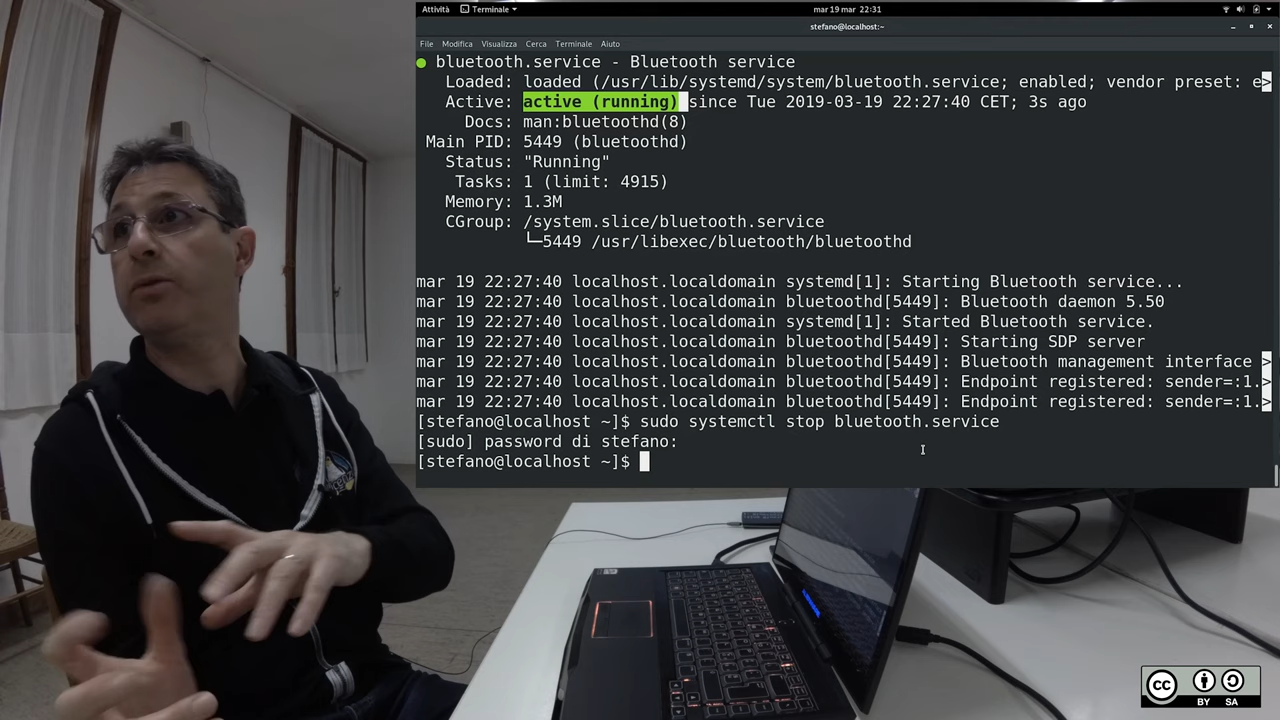 Attività Terminale mar 19 mar 22:31
stefano@localhost:~
File Modifica Visualizza Cerca Terminale Aiuto
● bluetooth.service - Bluetooth service
Loaded: loaded (/usr/lib/systemd/system/bluetooth.service; enabled; vendor preset: e>
Active: active (running) since Tue 2019-03-19 22:27:40 CET; 3s ago
Docs: man:bluetoothd(8)
Main PID: 5449 (bluetoothd)
Status: "Running"
Tasks: 1 (limit: 4915)
Memory: 1.3M
CGroup: /system.slice/bluetooth.service
└─5449 /usr/libexec/bluetooth/bluetoothd
mar 19 22:27:40 localhost.localdomain systemd[1]: Starting Bluetooth service...
mar 19 22:27:40 localhost.localdomain bluetoothd[5449]: Bluetooth daemon 5.50
mar 19 22:27:40 localhost.localdomain systemd[1]: Started Bluetooth service.
mar 19 22:27:40 localhost.localdomain bluetoothd[5449]: Starting SDP server
mar 19 22:27:40 localhost.localdomain bluetoothd[5449]: Bluetooth management interface >
mar 19 22:27:40 localhost.localdomain bluetoothd[5449]: Endpoint registered: sender=:1.>
mar 19 22:27:40 localhost.localdomain bluetoothd[5449]: Endpoint registered: sender=:1.>
[stefano@localhost ~]$ sudo systemctl stop bluetooth.service
[sudo] password di stefano:
[stefano@localhost ~]$
cc
BY SA